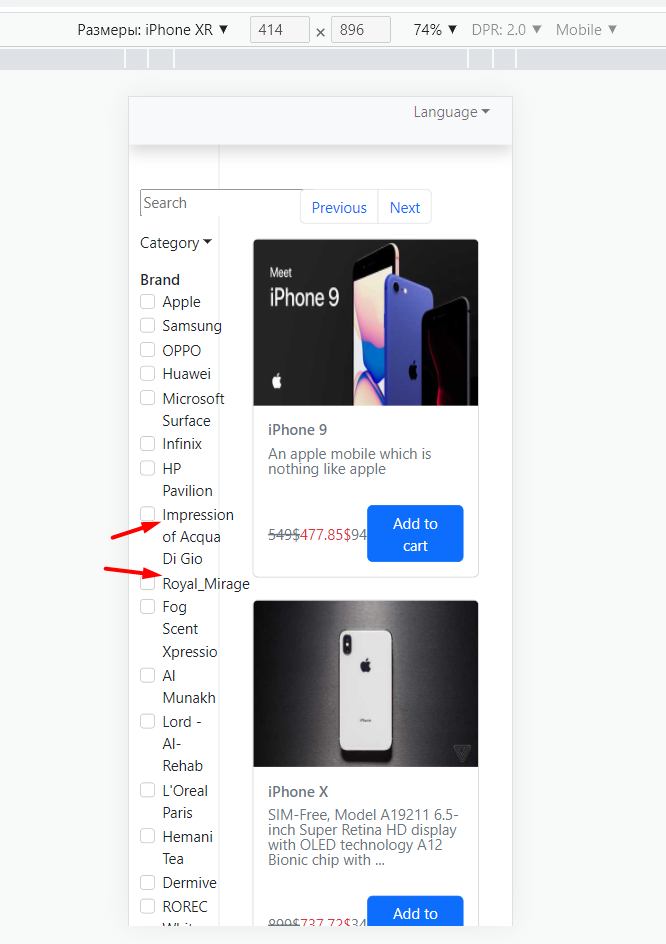 Размеры: iPhone XR ▼ 414 × 896 74% ▼ DPR: 2.0 ▼ Mobile ▼
Language
Search
Previous Next
Category
Brand
Apple
Samsung
OPPO
Huawei
Microsoft
Surface
Infinix
HP
Pavilion
Impression
of Acqua
Di Gio
Royal_Mirage
Fog
Scent
Xpressio
Al
Munakh
Lord -
Al-
Rehab
L'Oreal
Paris
Hemani
Tea
Dermive
ROREC
Meet
iPhone 9
iPhone 9
An apple mobile which is
nothing like apple
549$477.85$94
Add to
cart
iPhone
iPhone X
SIM-Free, Model A19211 6.5-
inch Super Retina HD display
with OLED technology A12
Bionic chip with ...
899$737.72$34
Add to